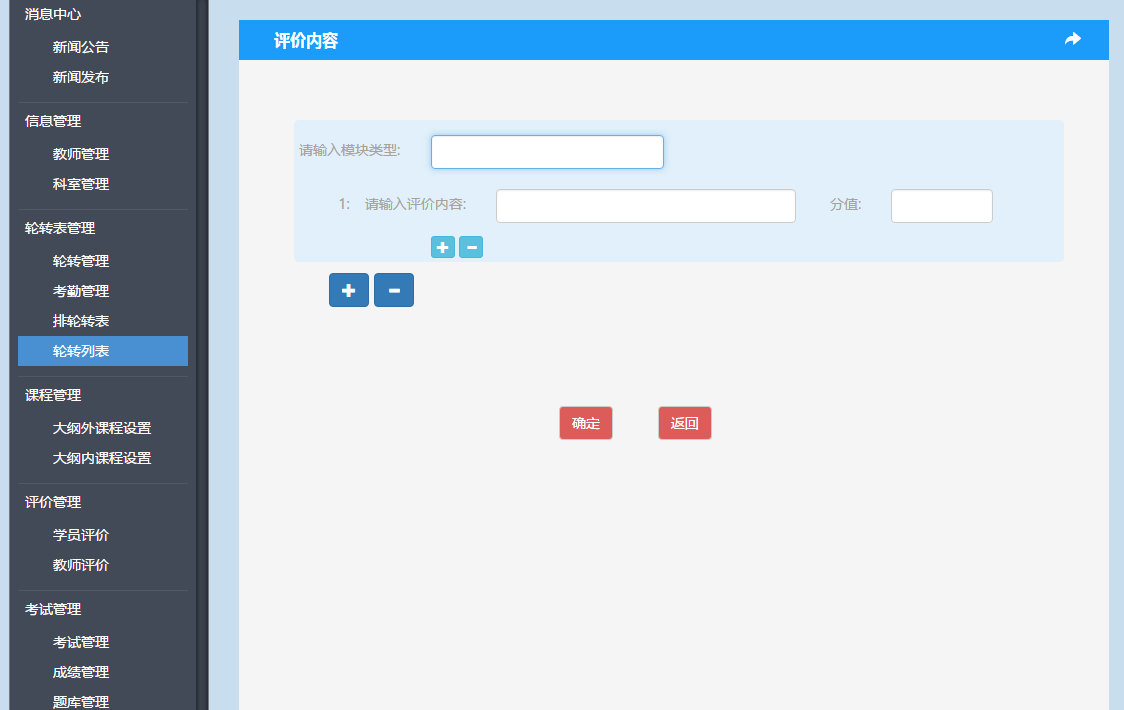 消息中心
新闻公告
新闻发布
信息管理
教师管理
科室管理
轮转表管理
轮转管理
考勤管理
排轮转表
轮转列表
课程管理
大纲外课程设置
大纲内课程设置
评价管理
学员评价
教师评价
考试管理
考试管理
成绩管理
题库管理
评价内容
请输入模块类型:
1: 请输入评价内容: 分值:
确定 返回